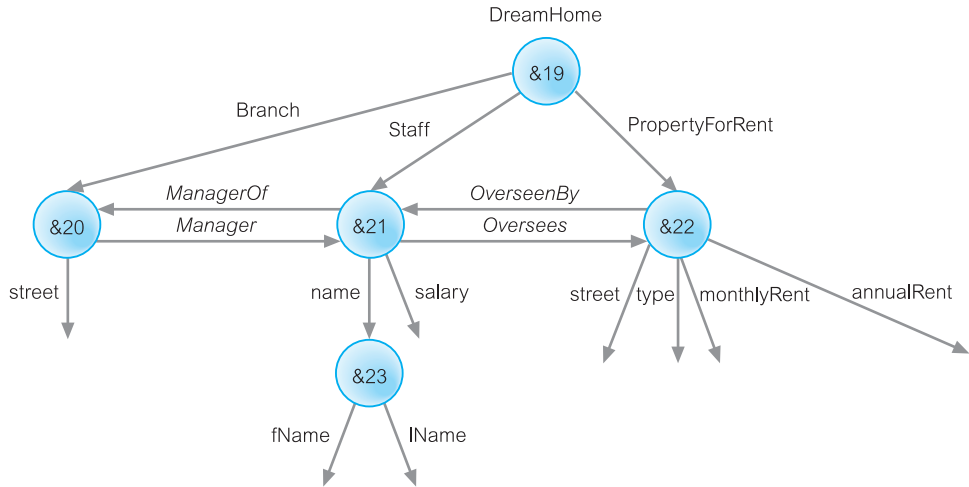 DreamHome
&19
Branch
Staff
PropertyForRent
ManagerOf
OverseenBy
&20
Manager
&21
Oversees
&22
street
name
salary
street
type
monthlyRent
annualRent
&23
fName
lName